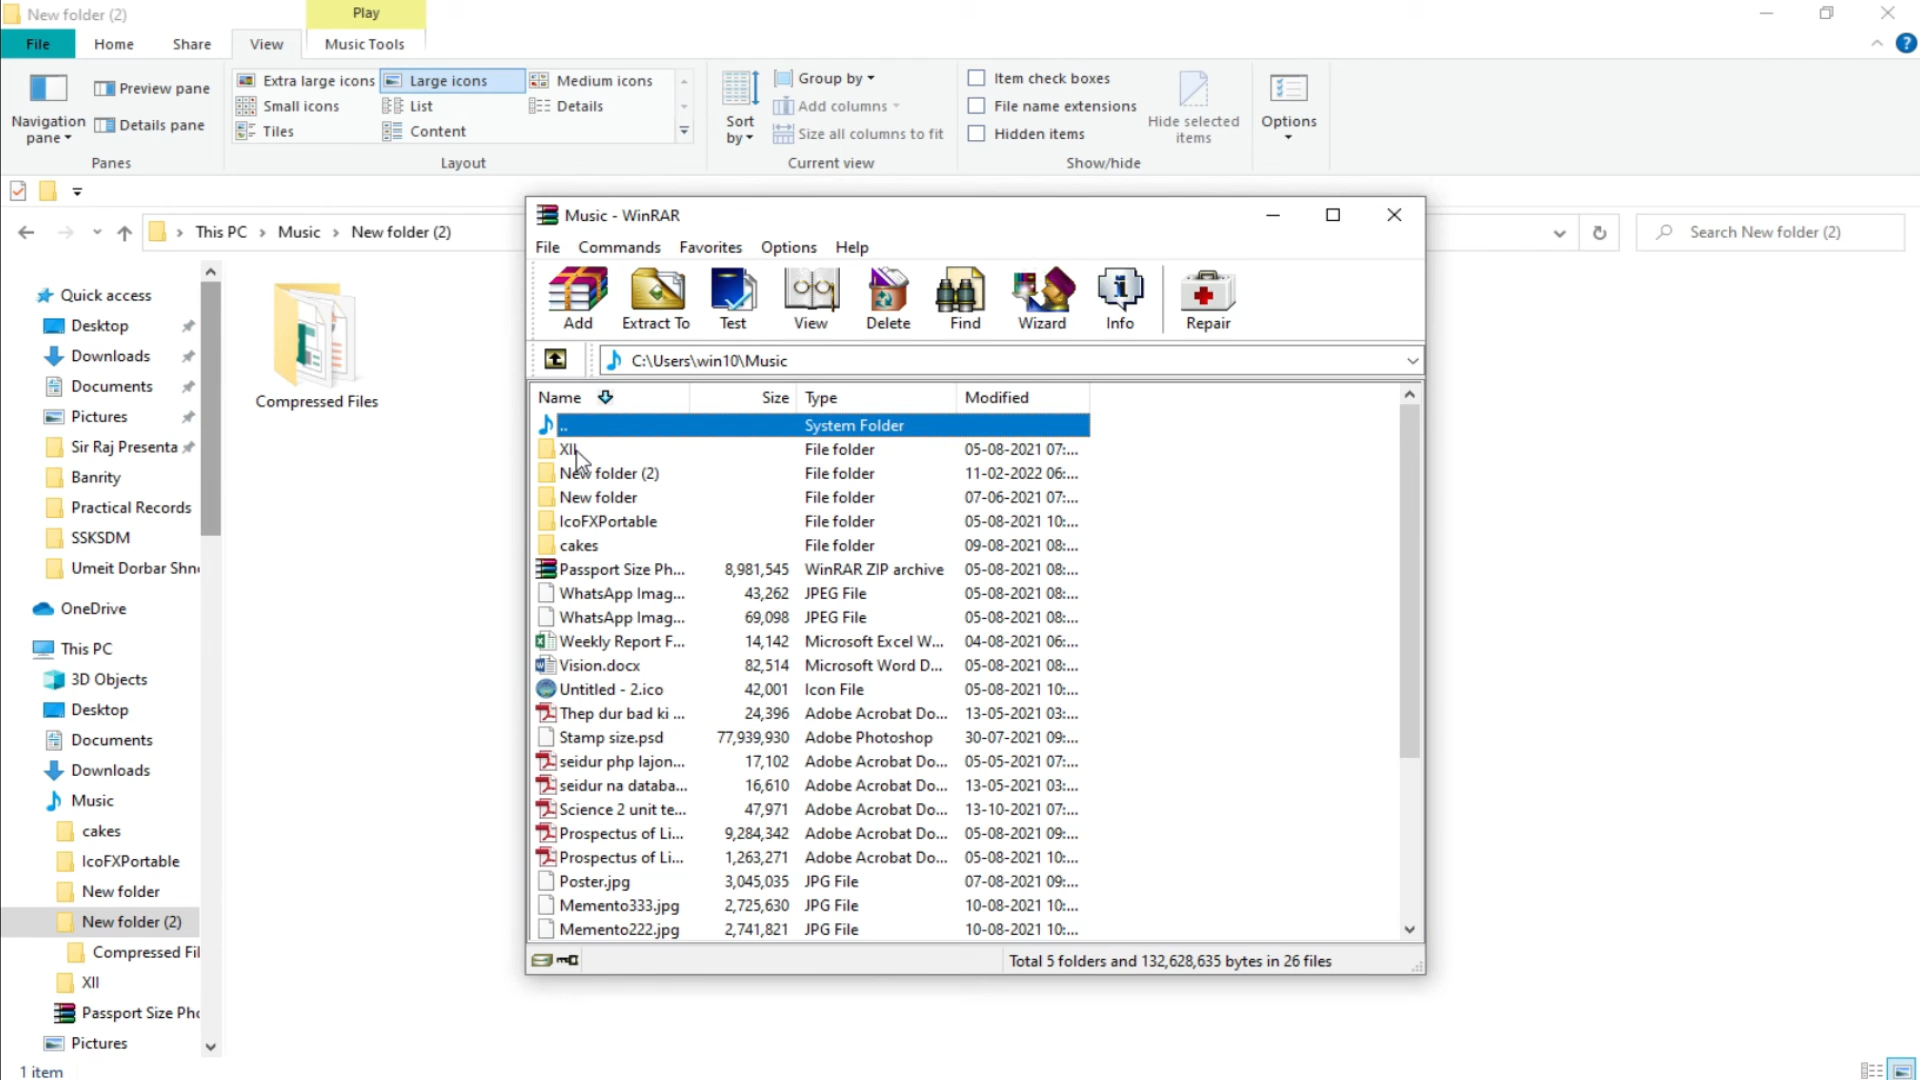 New folder (2)
Play
File
Home
Share
View
Music Tools
Navigation pane
Preview pane
Details pane
Panes
Extra large icons
Large icons
Medium icons
Small icons
List
Details
Tiles
Content
Layout
Sort by
Group by
Add columns
Size all columns to fit
Current view
Item check boxes
File name extensions
Hidden items
Hide selected items
Show/hide
Options
This PC > Music > New folder (2)
Search New folder (2)
Quick access
Desktop
Downloads
Documents
Pictures
Sir Raj Presenta
Banrity
Practical Records
SSKSDM
Umeit Dorbar Shn
OneDrive
This PC
3D Objects
Desktop
Documents
Downloads
Music
cakes
IcoFXPortable
New folder
New folder (2)
Compressed Fil
XII
Passport Size Pho
Pictures
1 item
Compressed Files
Music - WinRAR
File Commands Favorites Options Help
Add Extract To Test View Delete Find Wizard Info Repair
C:\Users\win10\Music
Name Size Type Modified
.. System Folder
XII File folder 05-08-2021 07:...
New folder (2) File folder 11-02-2022 06:...
New folder File folder 07-06-2021 07:...
IcoFXPortable File folder 05-08-2021 10:...
cakes File folder 09-08-2021 08:...
Passport Size Ph... 8,981,545 WinRAR ZIP archive 05-08-2021 08:...
WhatsApp Imag... 43,262 JPEG File 05-08-2021 08:...
WhatsApp Imag... 69,098 JPEG File 05-08-2021 08:...
Weekly Report F... 14,142 Microsoft Excel W... 04-08-2021 06:...
Vision.docx 82,514 Microsoft Word D... 05-08-2021 08:...
Untitled - 2.ico 42,001 Icon File 05-08-2021 10:...
Thep dur bad ki ... 24,396 Adobe Acrobat Do... 13-05-2021 03:...
Stamp size.psd 77,939,930 Adobe Photoshop 30-07-2021 09:...
seidur php lajon... 17,102 Adobe Acrobat Do... 05-05-2021 07:...
seidur na databa... 16,610 Adobe Acrobat Do... 13-05-2021 03:...
Science 2 unit te... 47,971 Adobe Acrobat Do... 13-10-2021 07:...
Prospectus of Li... 9,284,342 Adobe Acrobat Do... 05-08-2021 09:...
Prospectus of Li... 1,263,271 Adobe Acrobat Do... 05-08-2021 10:...
Poster.jpg 3,045,035 JPG File 07-08-2021 09:...
Memento333.jpg 2,725,630 JPG File 10-08-2021 10:...
Memento222.jpg 2,741,821 JPG File 10-08-2021 10:...
Total 5 folders and 132,628,635 bytes in 26 files